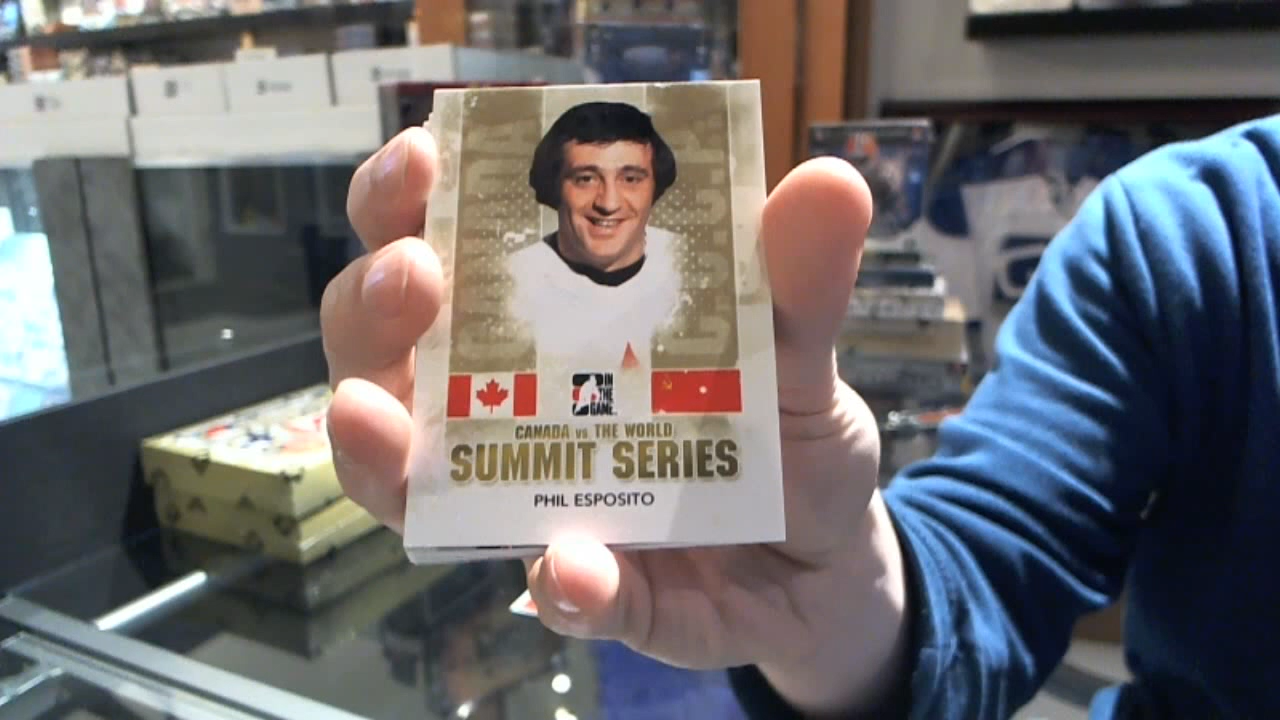 IN
THE
GAME
CANADA vs THE WORLD
SUMMIT SERIES
PHIL ESPOSITO